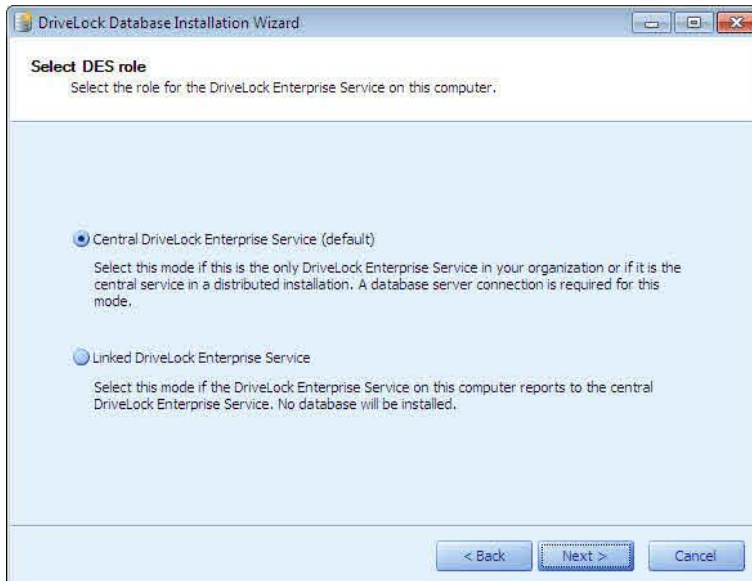 DriveLock Database Installation Wizard
Select DES role
Select the role for the DriveLock Enterprise Service on this computer.
Central DriveLock Enterprise Service (default)
Select this mode if this is the only DriveLock Enterprise Service in your organization or if it is the
central service in a distributed installation. A database server connection is required for this
mode.
Linked DriveLock Enterprise Service
Select this mode if the DriveLock Enterprise Service on this computer reports to the central
DriveLock Enterprise Service. No database will be installed.
< Back Next > Cancel